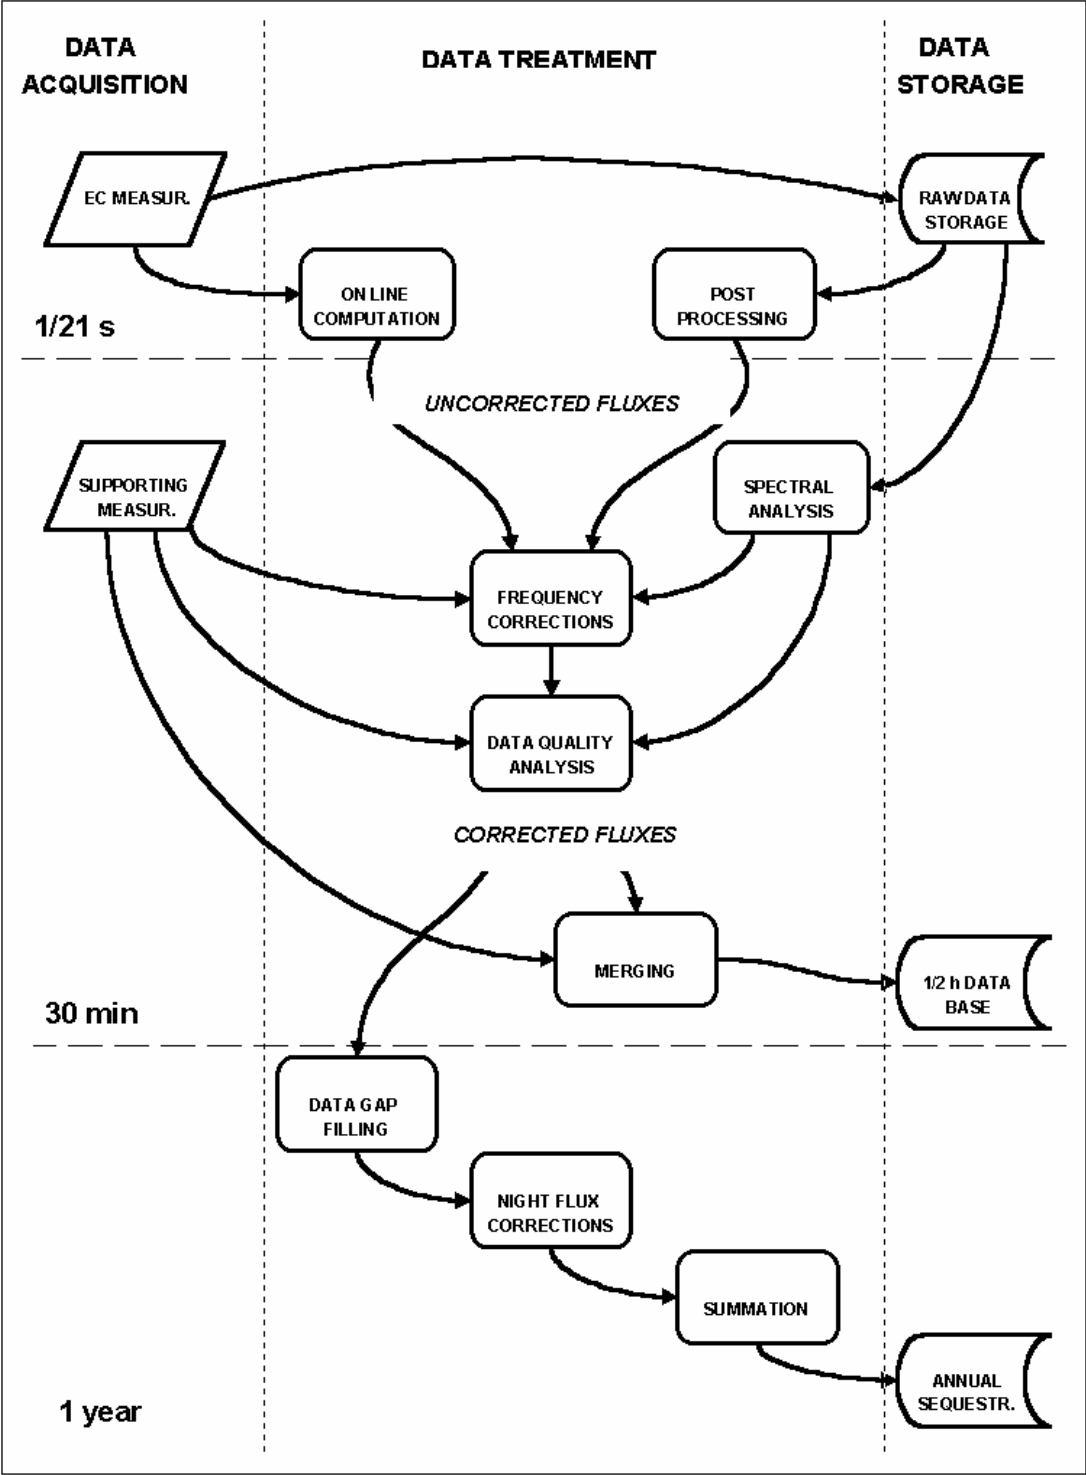 DATA
ACQUISITION
DATA TREATMENT
DATA
STORAGE
EC MEASUR.
RAW DATA
STORAGE
ON LINE
COMPUTATION
POST
PROCESSING
1/21 s
UNCORRECTED FLUXES
SUPPORTING
MEASUR.
SPECTRAL
ANALYSIS
FREQUENCY
CORRECTIONS
DATA QUALITY
ANALYSIS
CORRECTED FLUXES
MERGING
1/2 h DATA
BASE
30 min
DATA GAP
FILLING
NIGHT FLUX
CORRECTIONS
SUMMATION
ANNUAL
SEQUESTR.
1 year